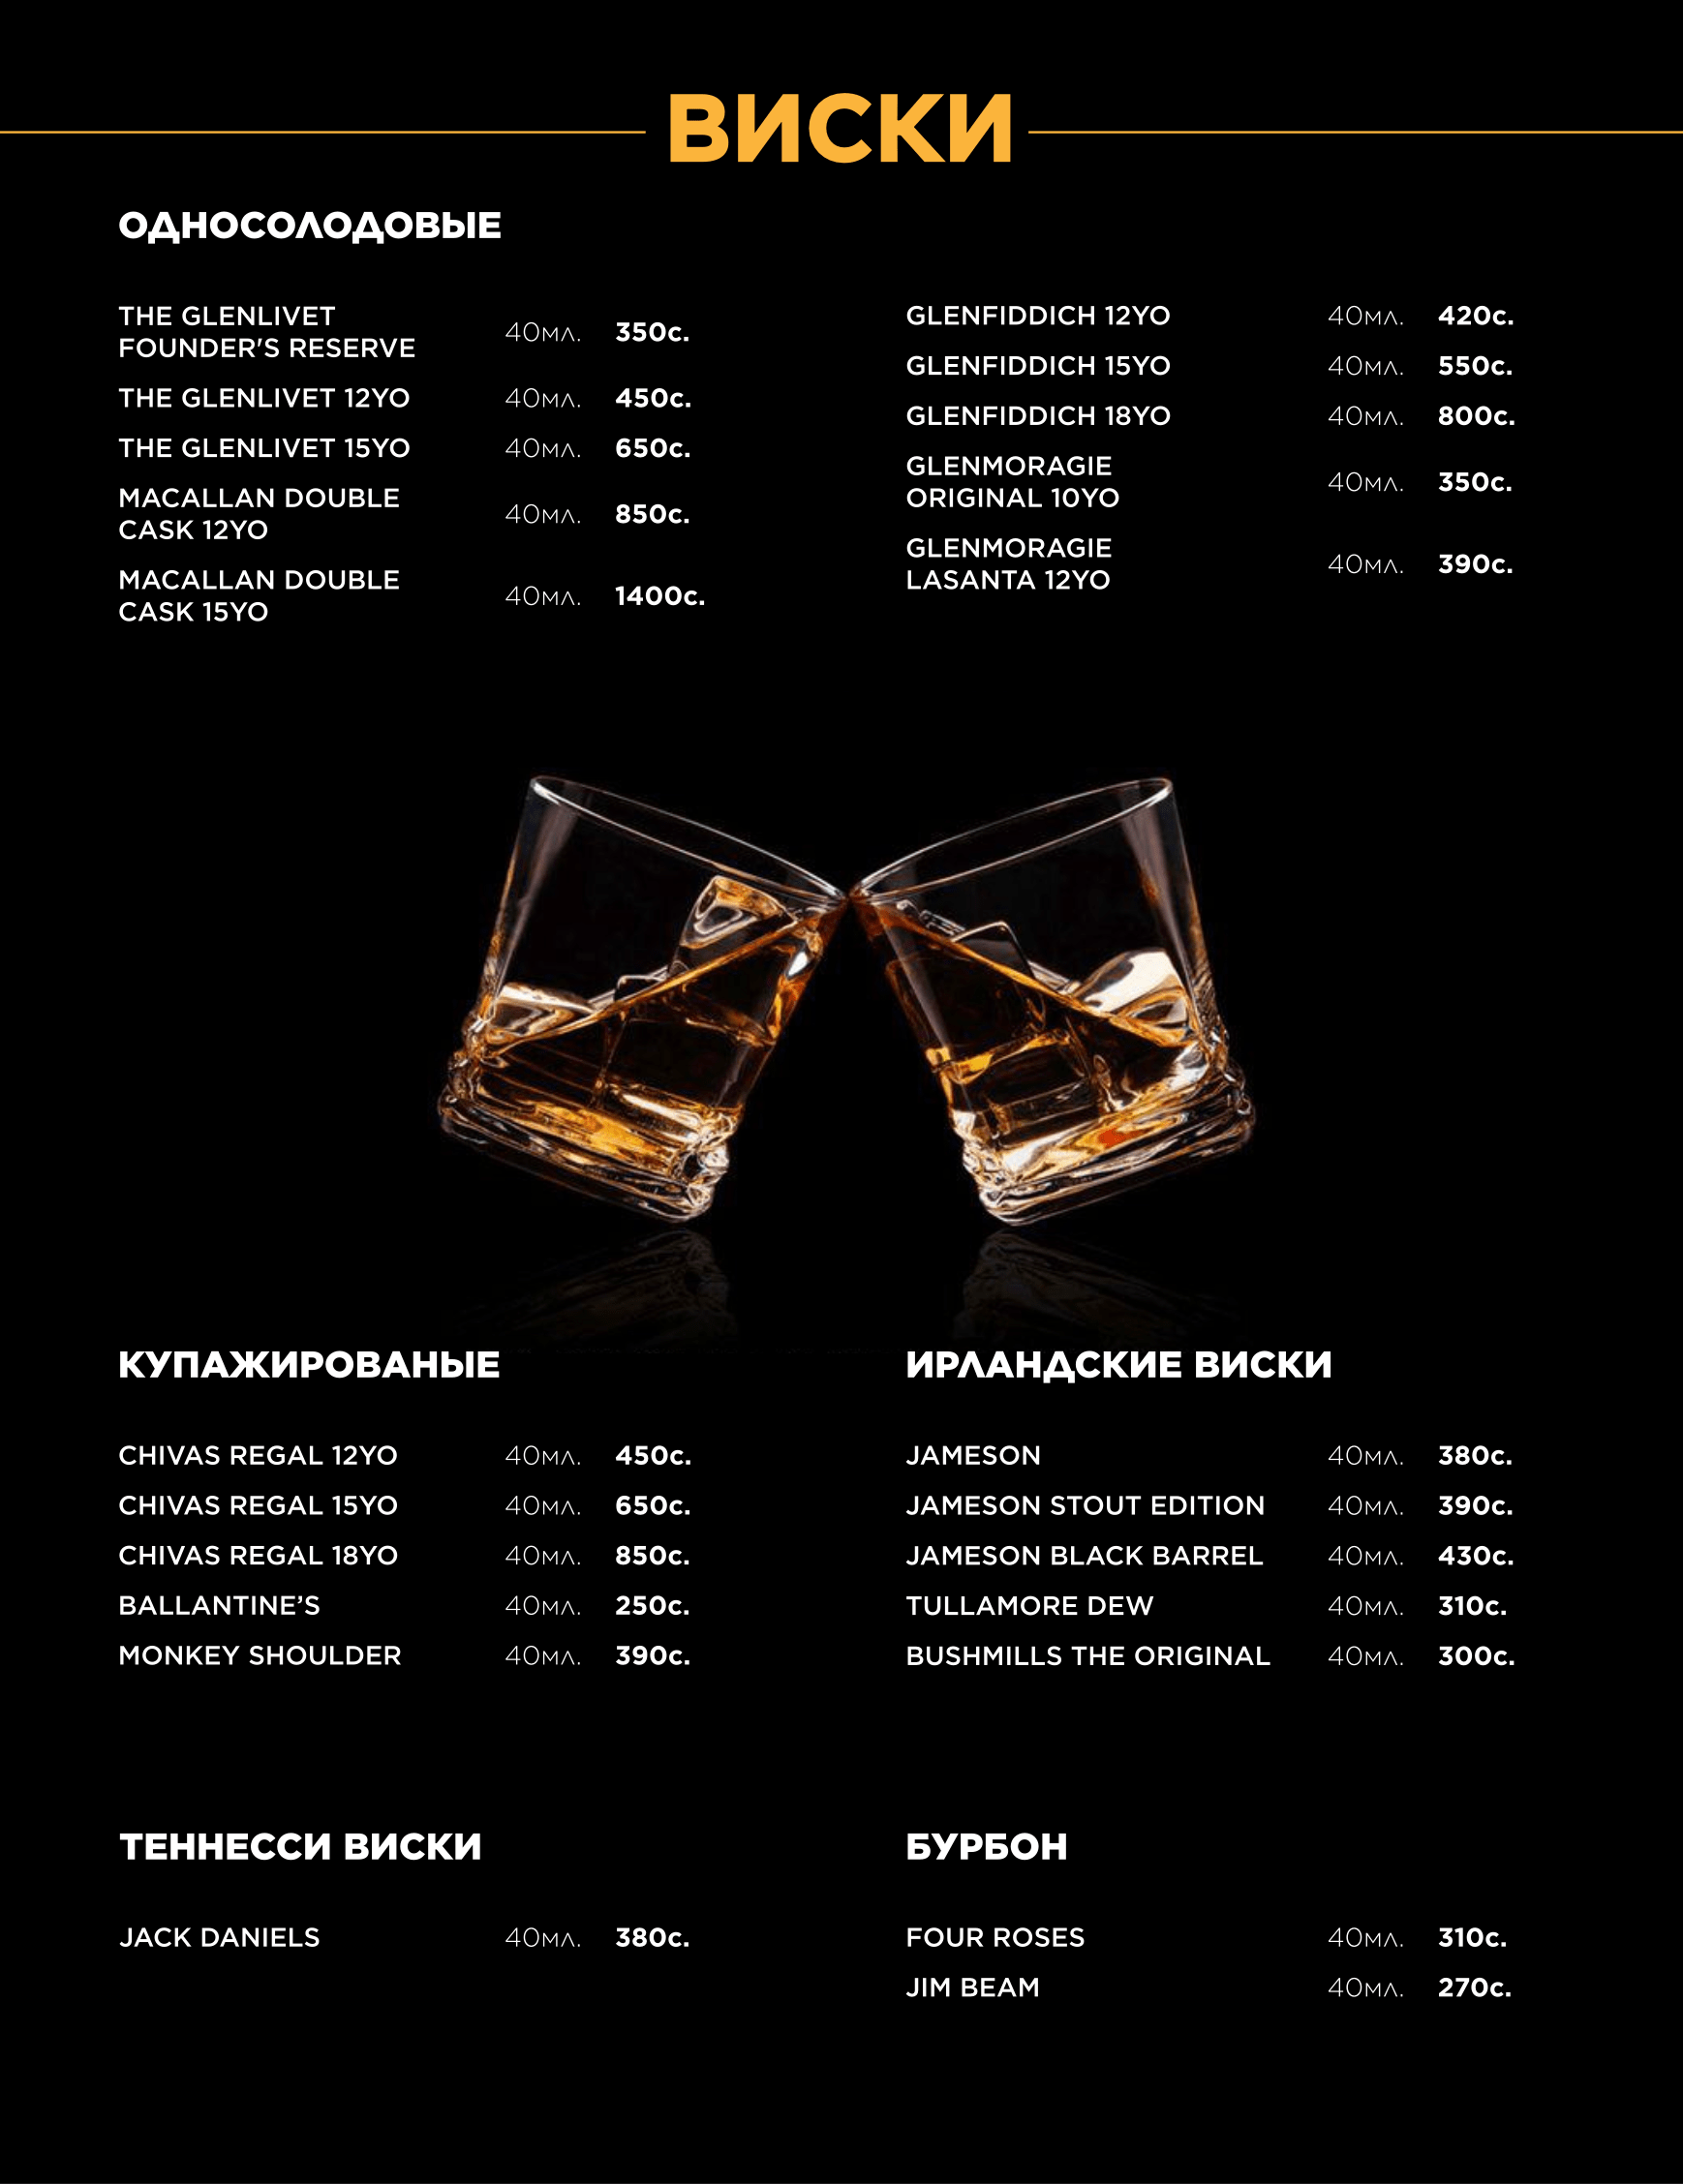 ВИСКИ
ОДНОСОЛОДОВЫЕ
THE GLENLIVET
FOUNDER'S RESERVE 40мл. 350с.
THE GLENLIVET 12YO 40мл. 450с.
THE GLENLIVET 15YO 40мл. 650с.
MACALLAN DOUBLE
CASK 12YO 40мл. 850с.
MACALLAN DOUBLE
CASK 15YO 40мл. 1400с.
GLENFIDDICH 12YO 40мл. 420с.
GLENFIDDICH 15YO 40мл. 550с.
GLENFIDDICH 18YO 40мл. 800с.
GLENMORAGIE
ORIGINAL 10YO 40мл. 350с.
GLENMORAGIE
LASANTA 12YO 40мл. 390с.
КУПАЖИРОВАНЫЕ
CHIVAS REGAL 12YO 40мл. 450с.
CHIVAS REGAL 15YO 40мл. 650с.
CHIVAS REGAL 18YO 40мл. 850с.
BALLANTINE’S 40мл. 250с.
MONKEY SHOULDER 40мл. 390с.
ИРЛАНДСКИЕ ВИСКИ
JAMESON 40мл. 380с.
JAMESON STOUT EDITION 40мл. 390с.
JAMESON BLACK BARREL 40мл. 430с.
TULLAMORE DEW 40мл. 310с.
BUSHMILLS THE ORIGINAL 40мл. 300с.
ТЕННЕССИ ВИСКИ
JACK DANIELS 40мл. 380с.
БУРБОН
FOUR ROSES 40мл. 310с.
JIM BEAM 40мл. 270с.